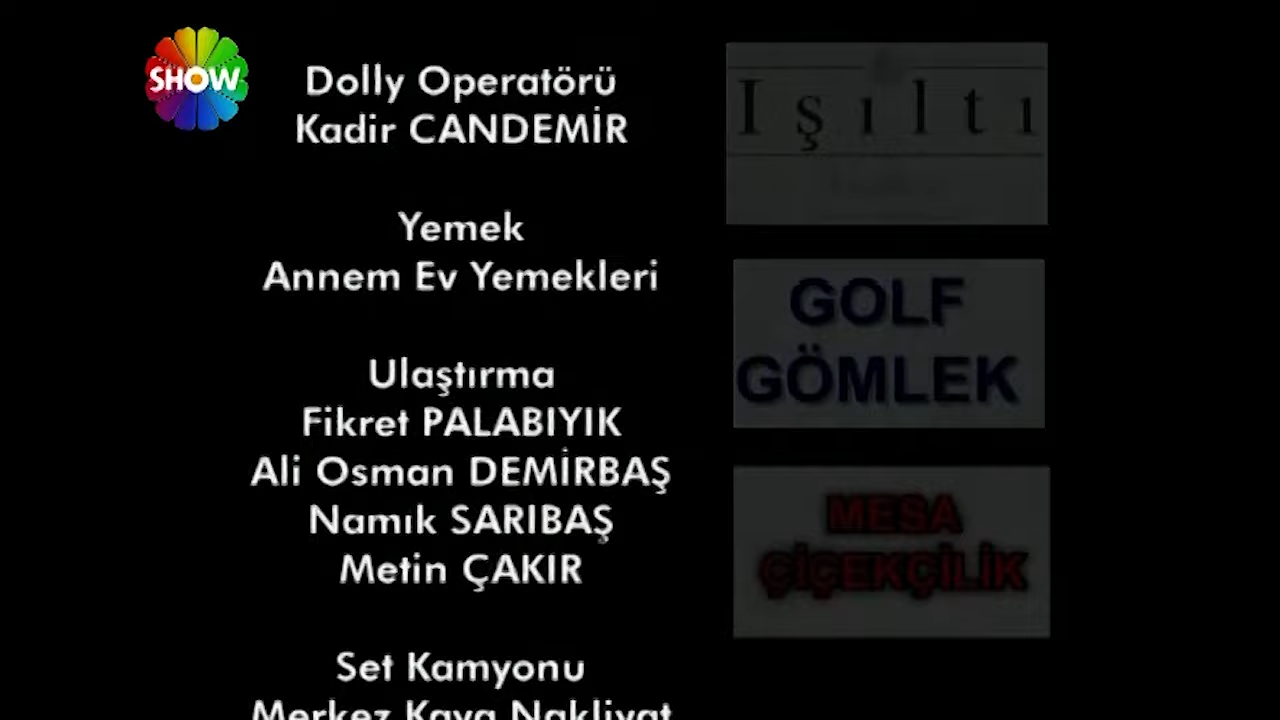 SHOW
Dolly Operatörü
Kadir CANDEMİR
Yemek
Annem Ev Yemekleri
Ulaştırma
Fikret PALABIYIK
Ali Osman DEMİRBAŞ
Namık SARIBAŞ
Metin ÇAKIR
Set Kamyonu
Merkez Kaya Nakliyat
Işıltı
GOLF
GÖMLEK
MESA
ÇİÇEKÇİLİK